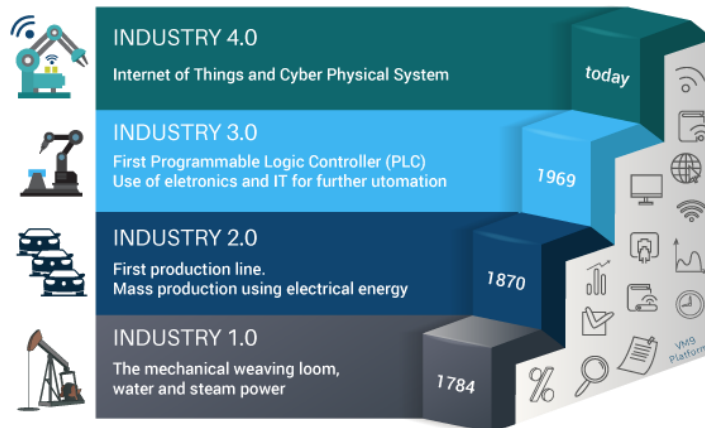 INDUSTRY 4.0
Internet of Things and Cyber Physical System
today
INDUSTRY 3.0
First Programmable Logic Controller (PLC)
Use of eletronics and IT for further utomation
1969
INDUSTRY 2.0
First production line.
Mass production using electrical energy
1870
INDUSTRY 1.0
The mechanical weaving loom,
water and steam power
1784
%
VM9
Platform